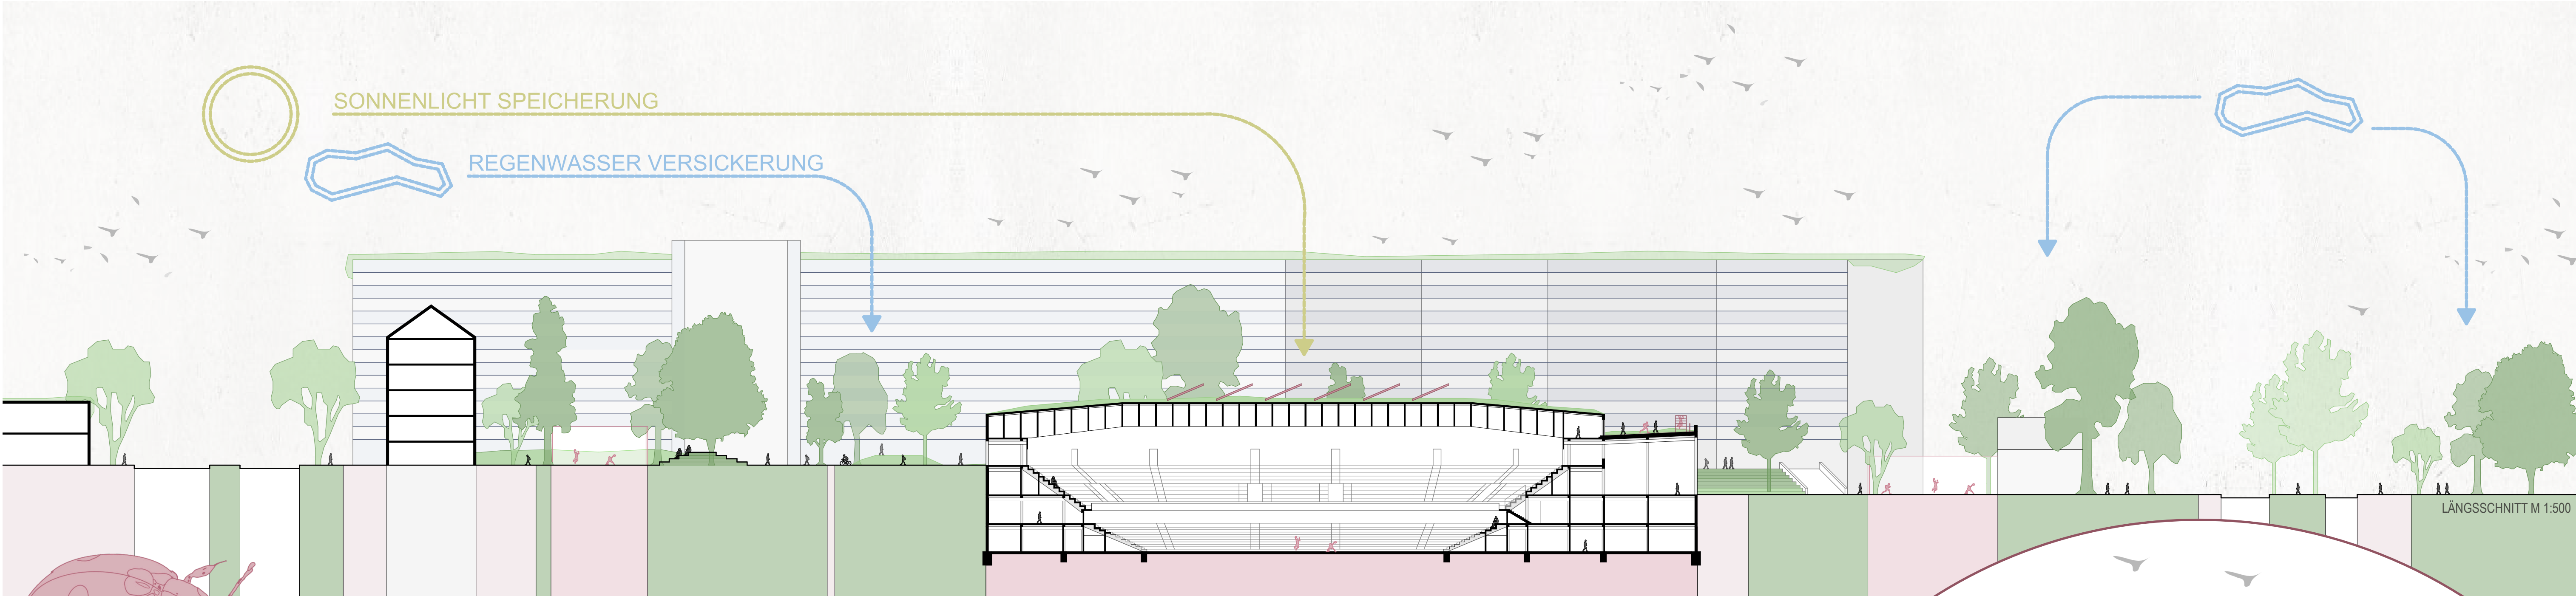 SONNENLICHT SPEICHERUNG
REGENWASSER VERSICKERUNG
LÄNGSSCHNITT M 1:500